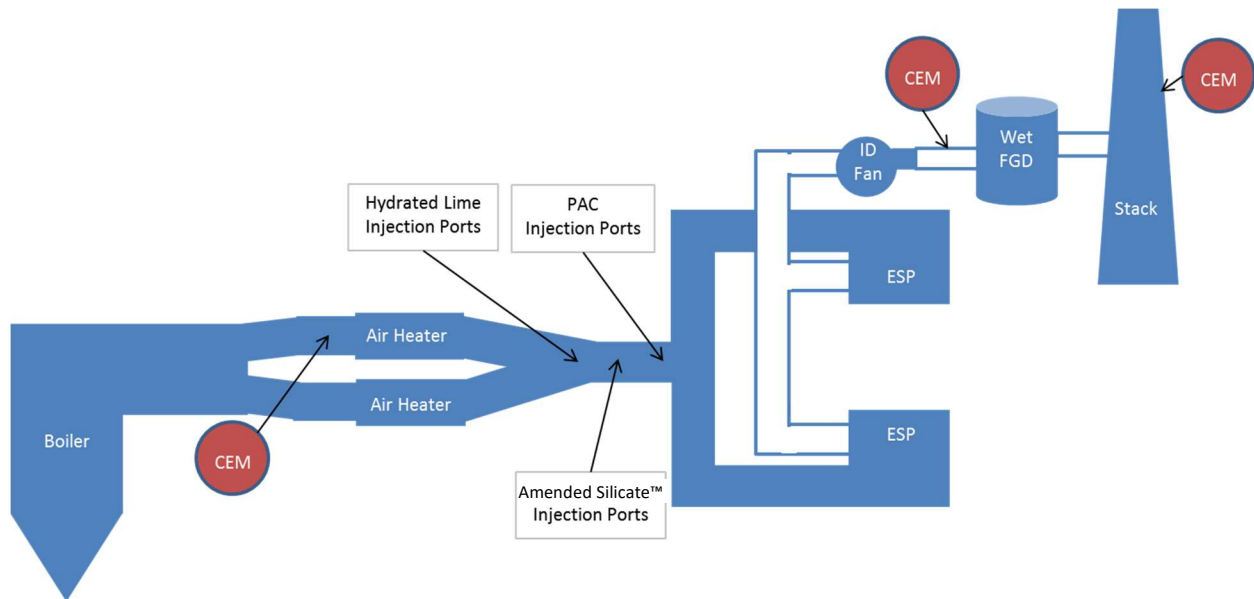 CEM
CEM
Wet
FGD
ID
Fan
Hydrated Lime
Injection Ports
PAC
Injection Ports
Stack
ESP
Air Heater
Air Heater
Boiler
CEM
ESP
Amended Silicate™
Injection Ports